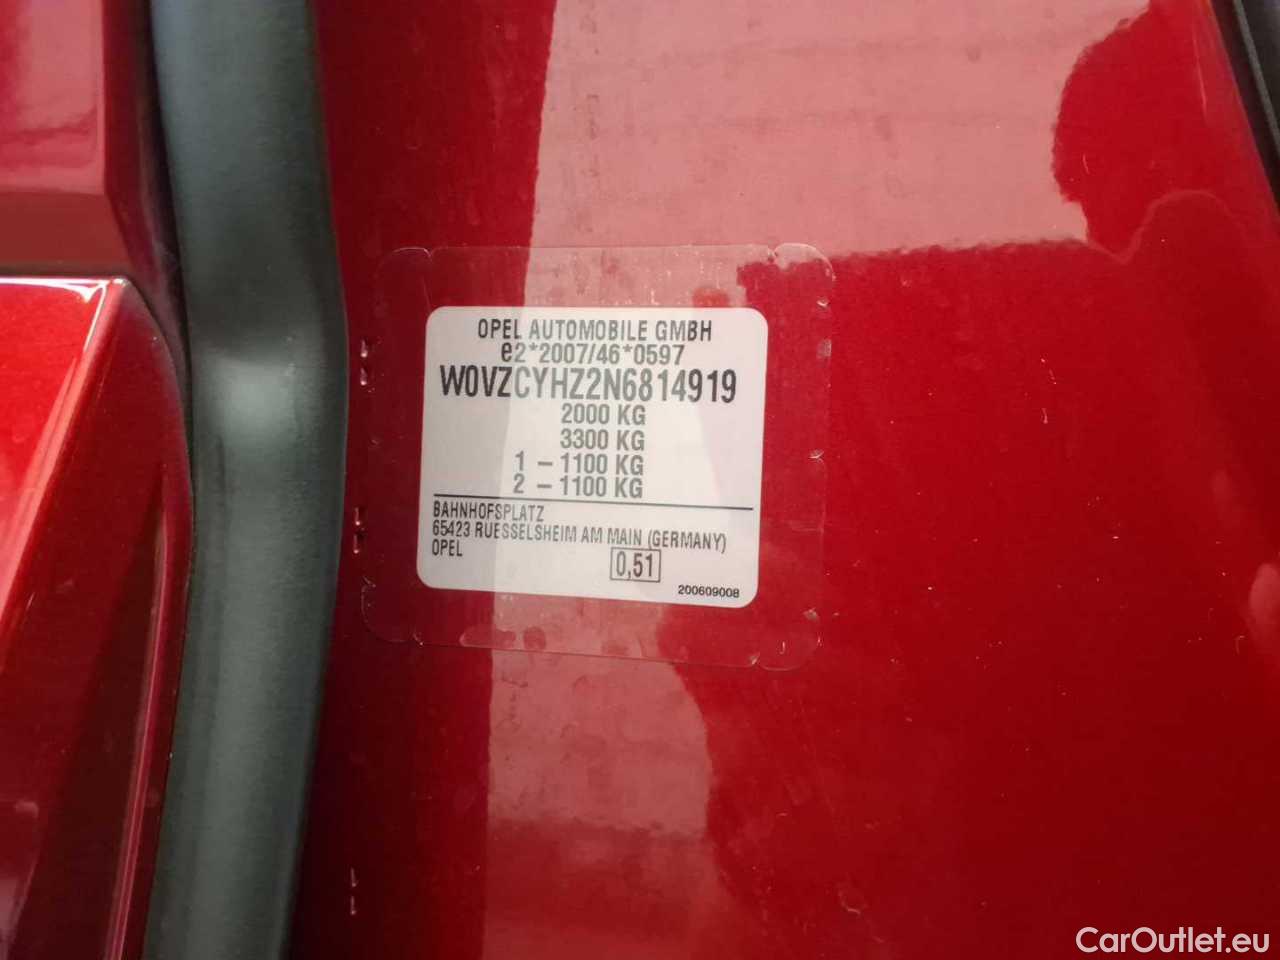 OPEL AUTOMOBILE GMBH
e2*2007/46*0597
W0VZCYHZ2N6814919
2000 KG
3300 KG
1 – 1100 KG
2 – 1100 KG
BAHNHOFSPLATZ
65423 RUESSELSHEIM AM MAIN (GERMANY)
OPEL
0,51
200609008
CarOutlet.eu